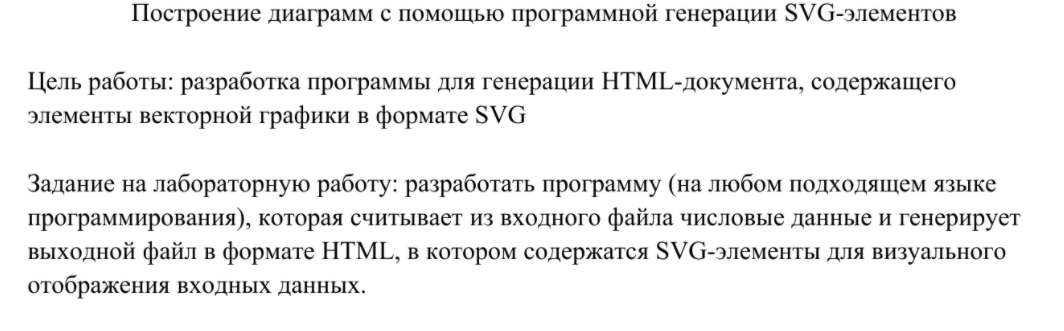 Построение диаграмм с помощью программной генерации SVG-элементов
Цель работы: разработка программы для генерации HTML-документа, содержащего
элементы векторной графики в формате SVG
Задание на лабораторную работу: разработать программу (на любом подходящем языке
программирования), которая считывает из входного файла числовые данные и генерирует
выходной файл в формате HTML, в котором содержатся SVG-элементы для визуального
отображения входных данных.